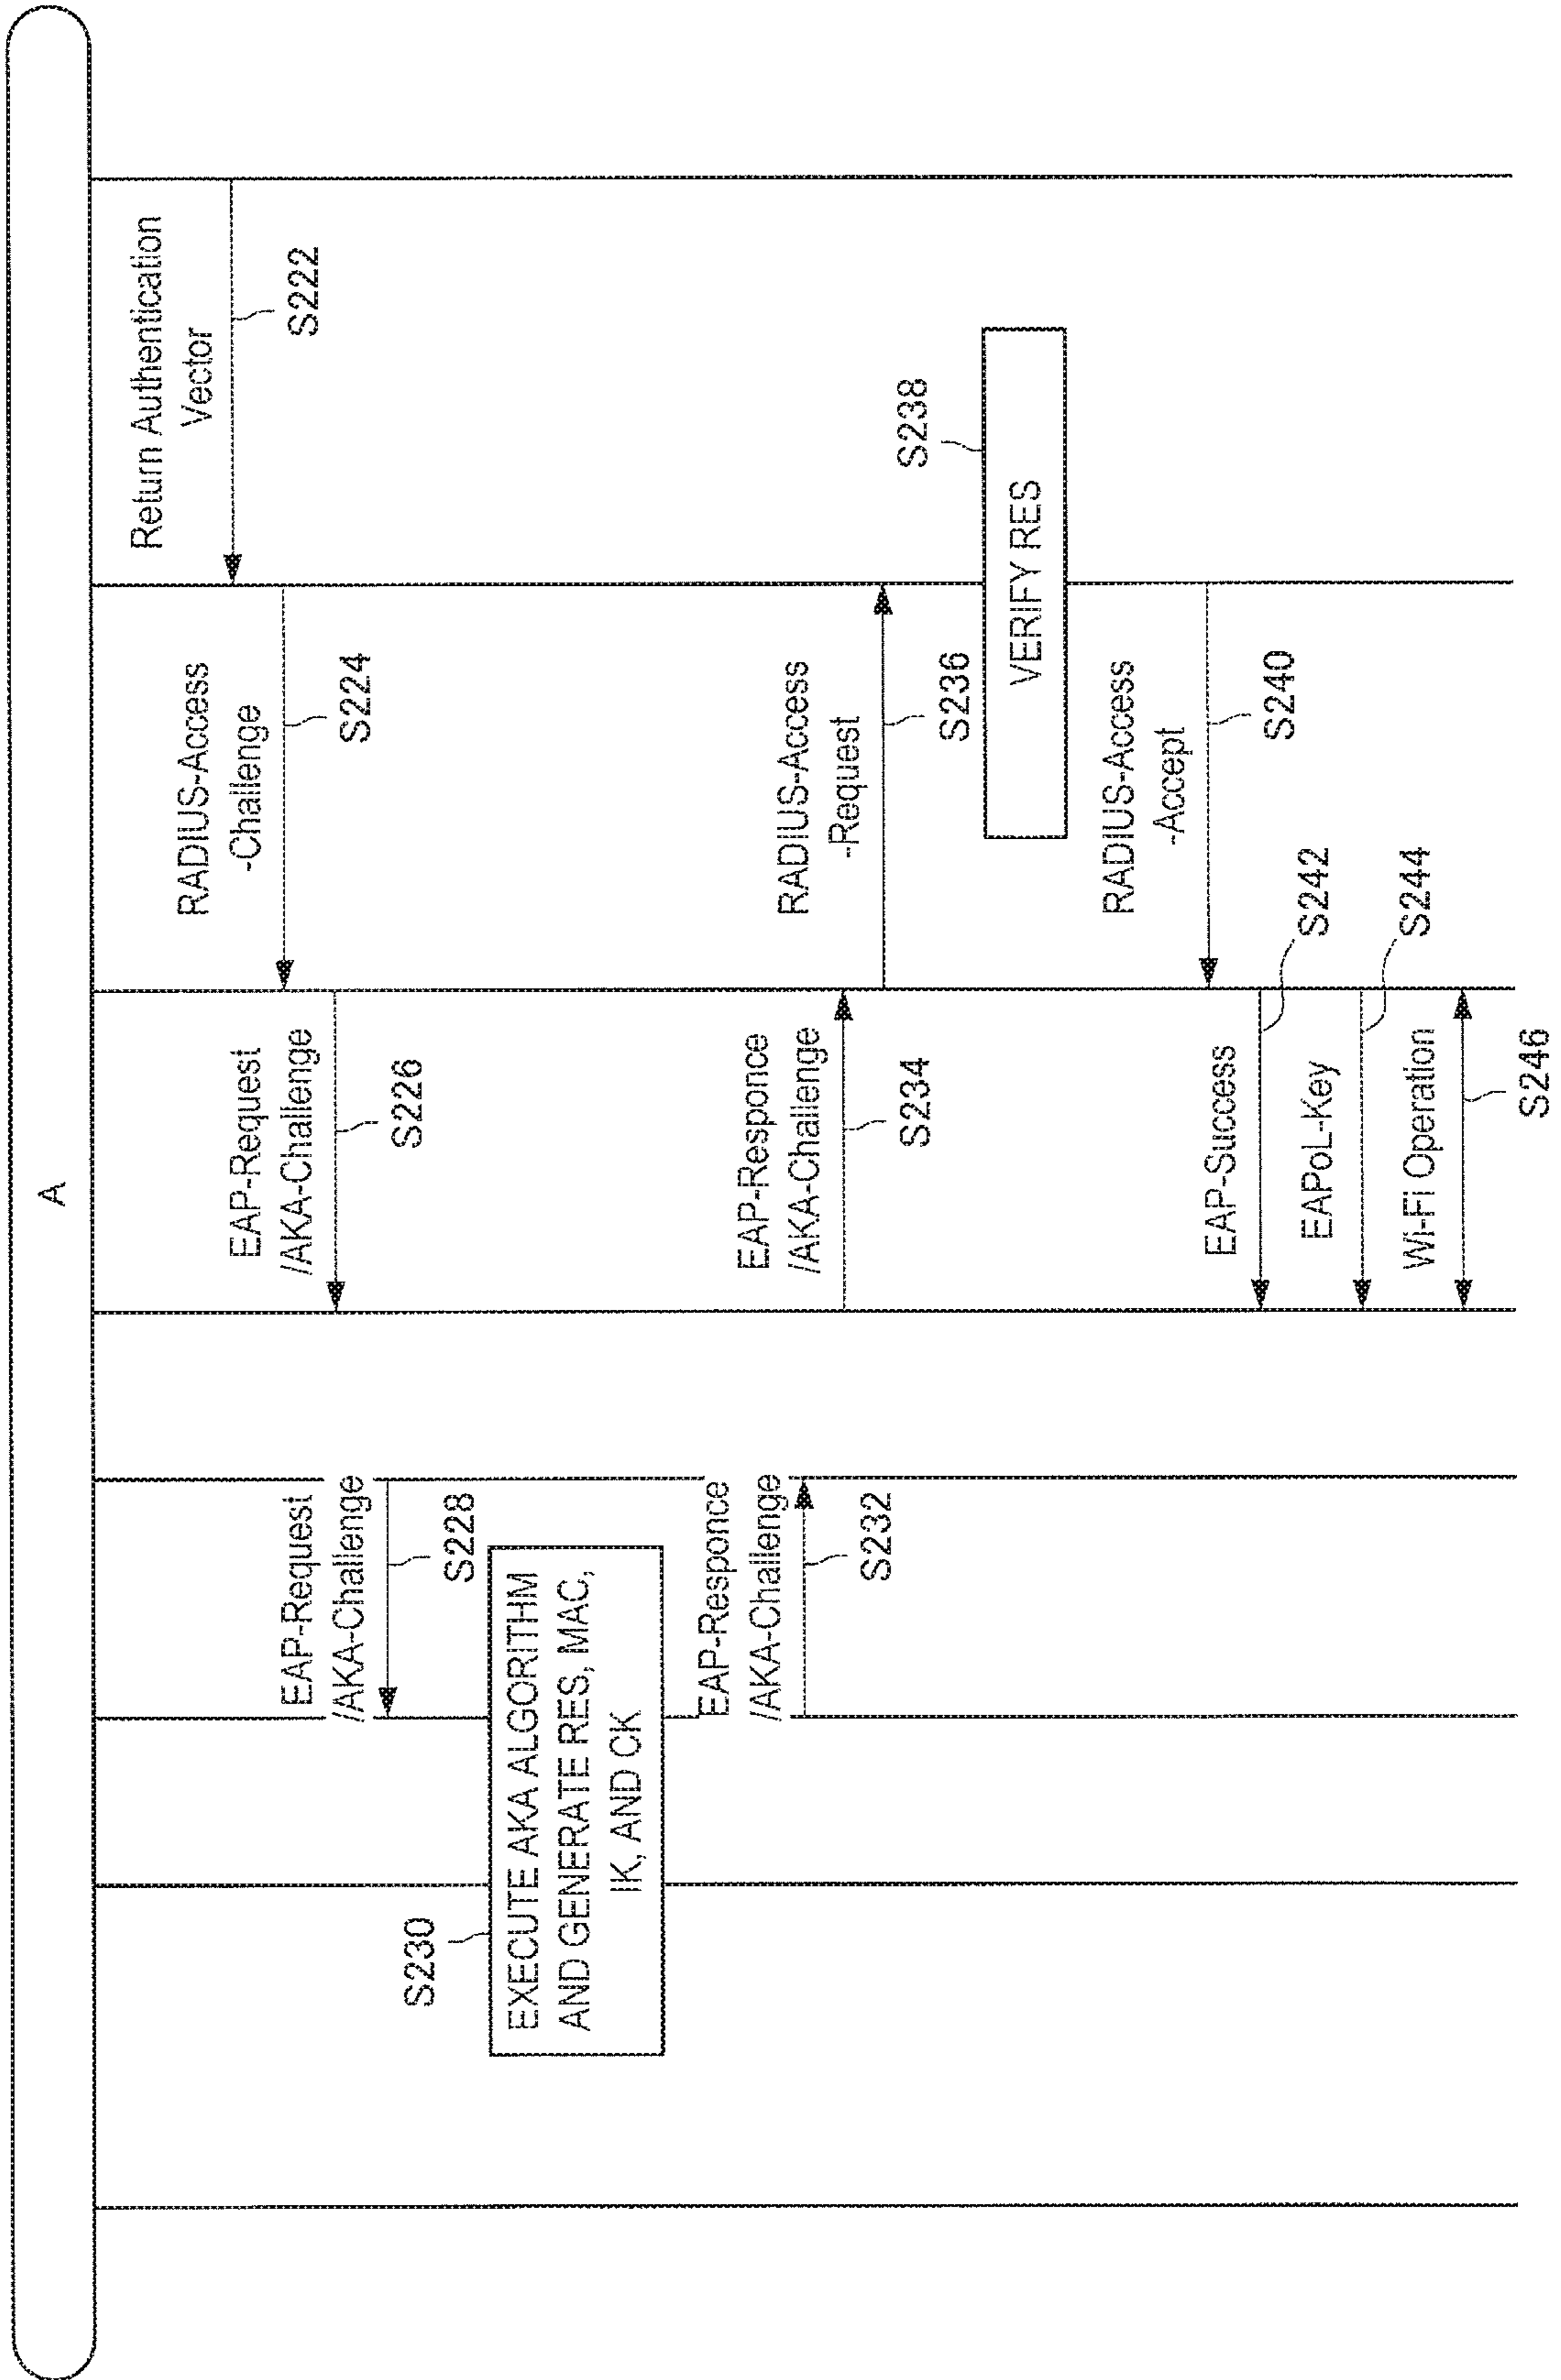 A
Return Authentication
Vector
S222
RADIUS-Access
-Challenge
S224
EAP-Request
/AKA-Challenge
S226
EAP-Request
/AKA-Challenge
S228
S230
EXECUTE AKA ALGORITHM
AND GENERATE RES, MAC,
IK, AND CK
EAP-Responce
/AKA-Challenge
S232
EAP-Responce
/AKA-Challenge
S234
RADIUS-Access
-Request
S236
S238
VERIFY RES
RADIUS-Access
-Accept
S240
EAP-Success
S242
EAPoL-Key
S244
Wi-Fi Operation
S246